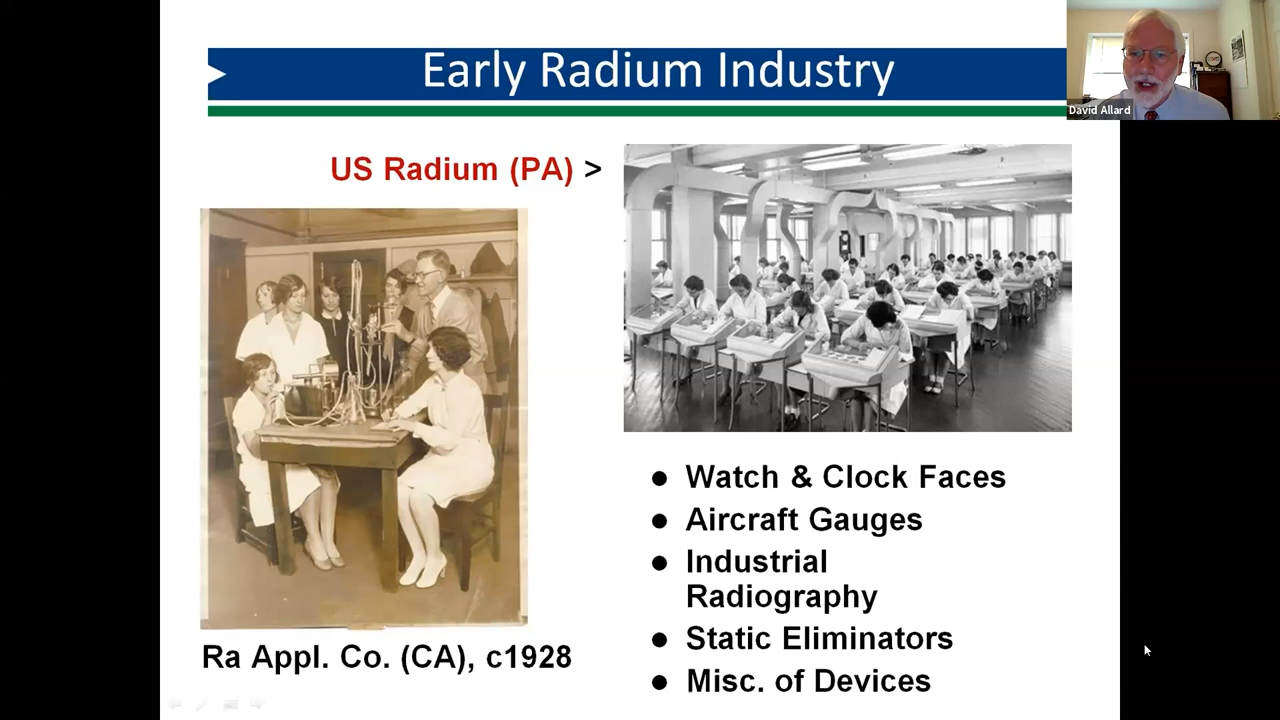 Early Radium Industry
David Allard
US Radium (PA) >
Ra Appl. Co. (CA), c1928
● Watch & Clock Faces
● Aircraft Gauges
● Industrial
Radiography
● Static Eliminators
● Misc. of Devices